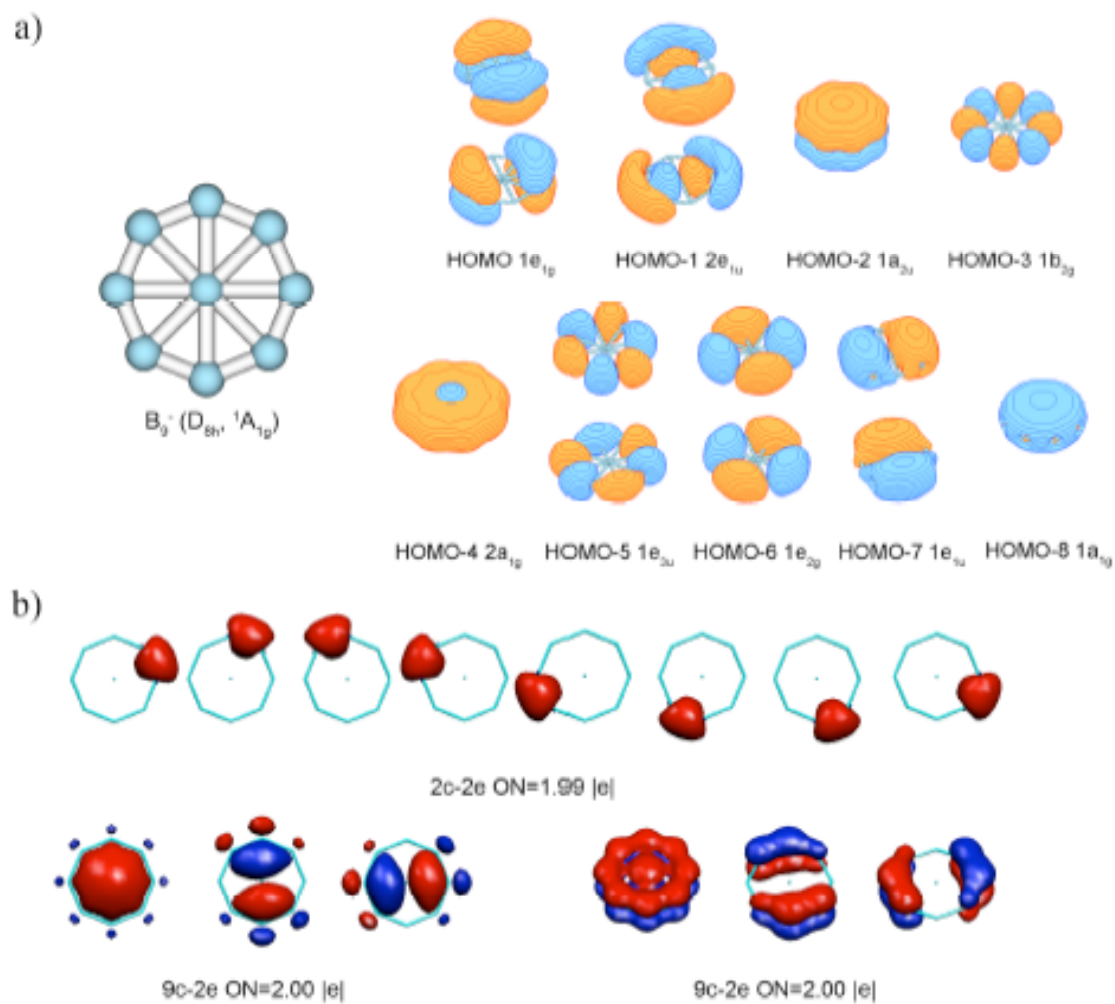 a)
HOMO 1e1g
HOMO-1 2e1u
HOMO-2 1a2u
HOMO-3 1b2g
B9- (D8h, 1A1g)
HOMO-4 2a1g
HOMO-5 1e3u
HOMO-6 1e2g
HOMO-7 1e1u
HOMO-8 1a1g
b)
2c-2e ON=1.99 |e|
9c-2e ON=2.00 |e|
9c-2e ON=2.00 |e|